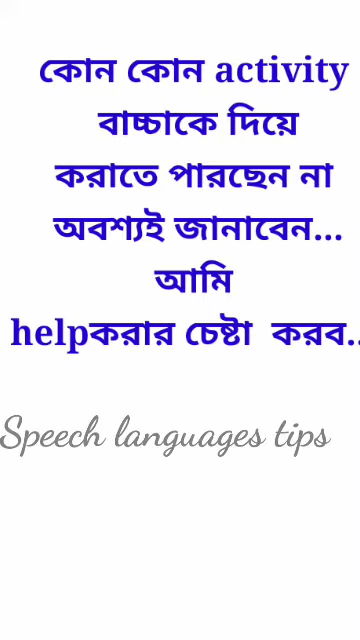 কোন কোন activity
বাচ্চাকে দিয়ে
করাতে পারছেন না
অবশ্যই জানাবেন...
আমি
helpকরার চেষ্টা করব..
Speech languages tips